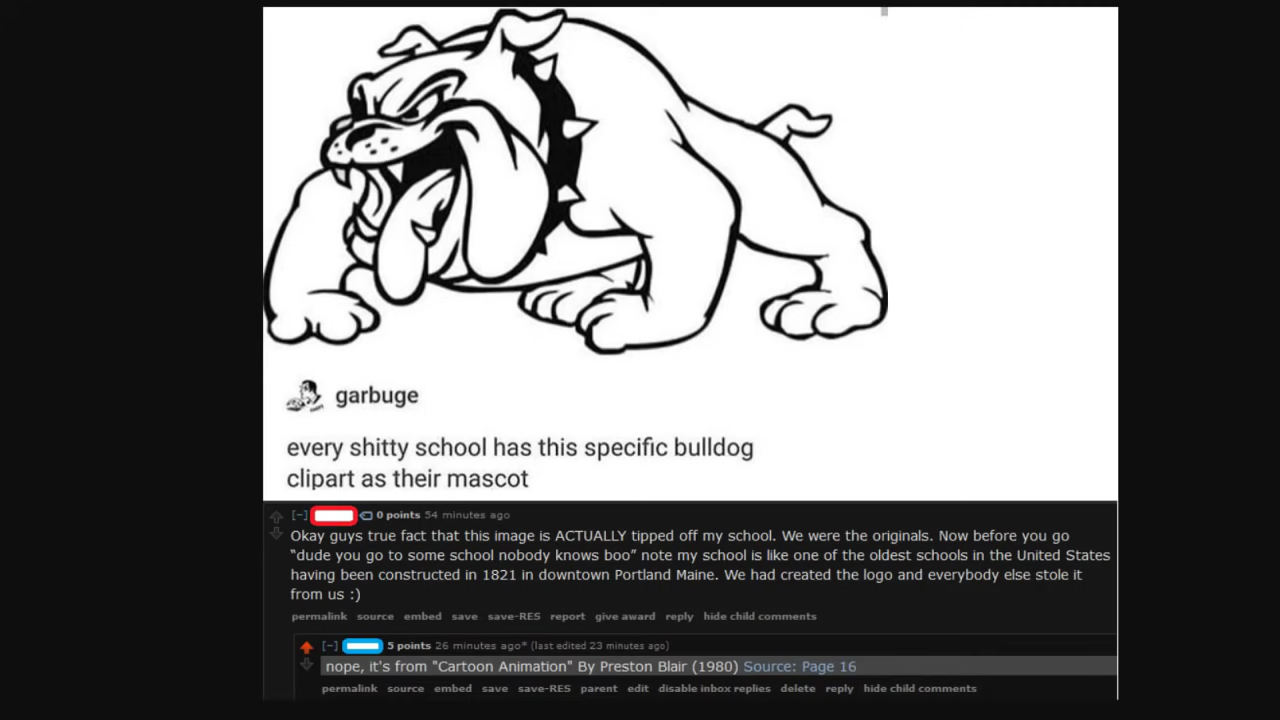 garbuge
every shitty school has this specific bulldog
clipart as their mascot
[−] 0 points 54 minutes ago
Okay guys true fact that this image is ACTUALLY tipped off my school. We were the originals. Now before you go
"dude you go to some school nobody knows boo" note my school is like one of the oldest schools in the United States
having been constructed in 1821 in downtown Portland Maine. We had created the logo and everybody else stole it
from us :)
permalink source embed save save-RES report give award reply hide child comments
[−] 5 points 26 minutes ago* (last edited 23 minutes ago)
nope, it's from "Cartoon Animation" By Preston Blair (1980) Source: Page 16
permalink source embed save save-RES parent edit disable inbox replies delete reply hide child comments